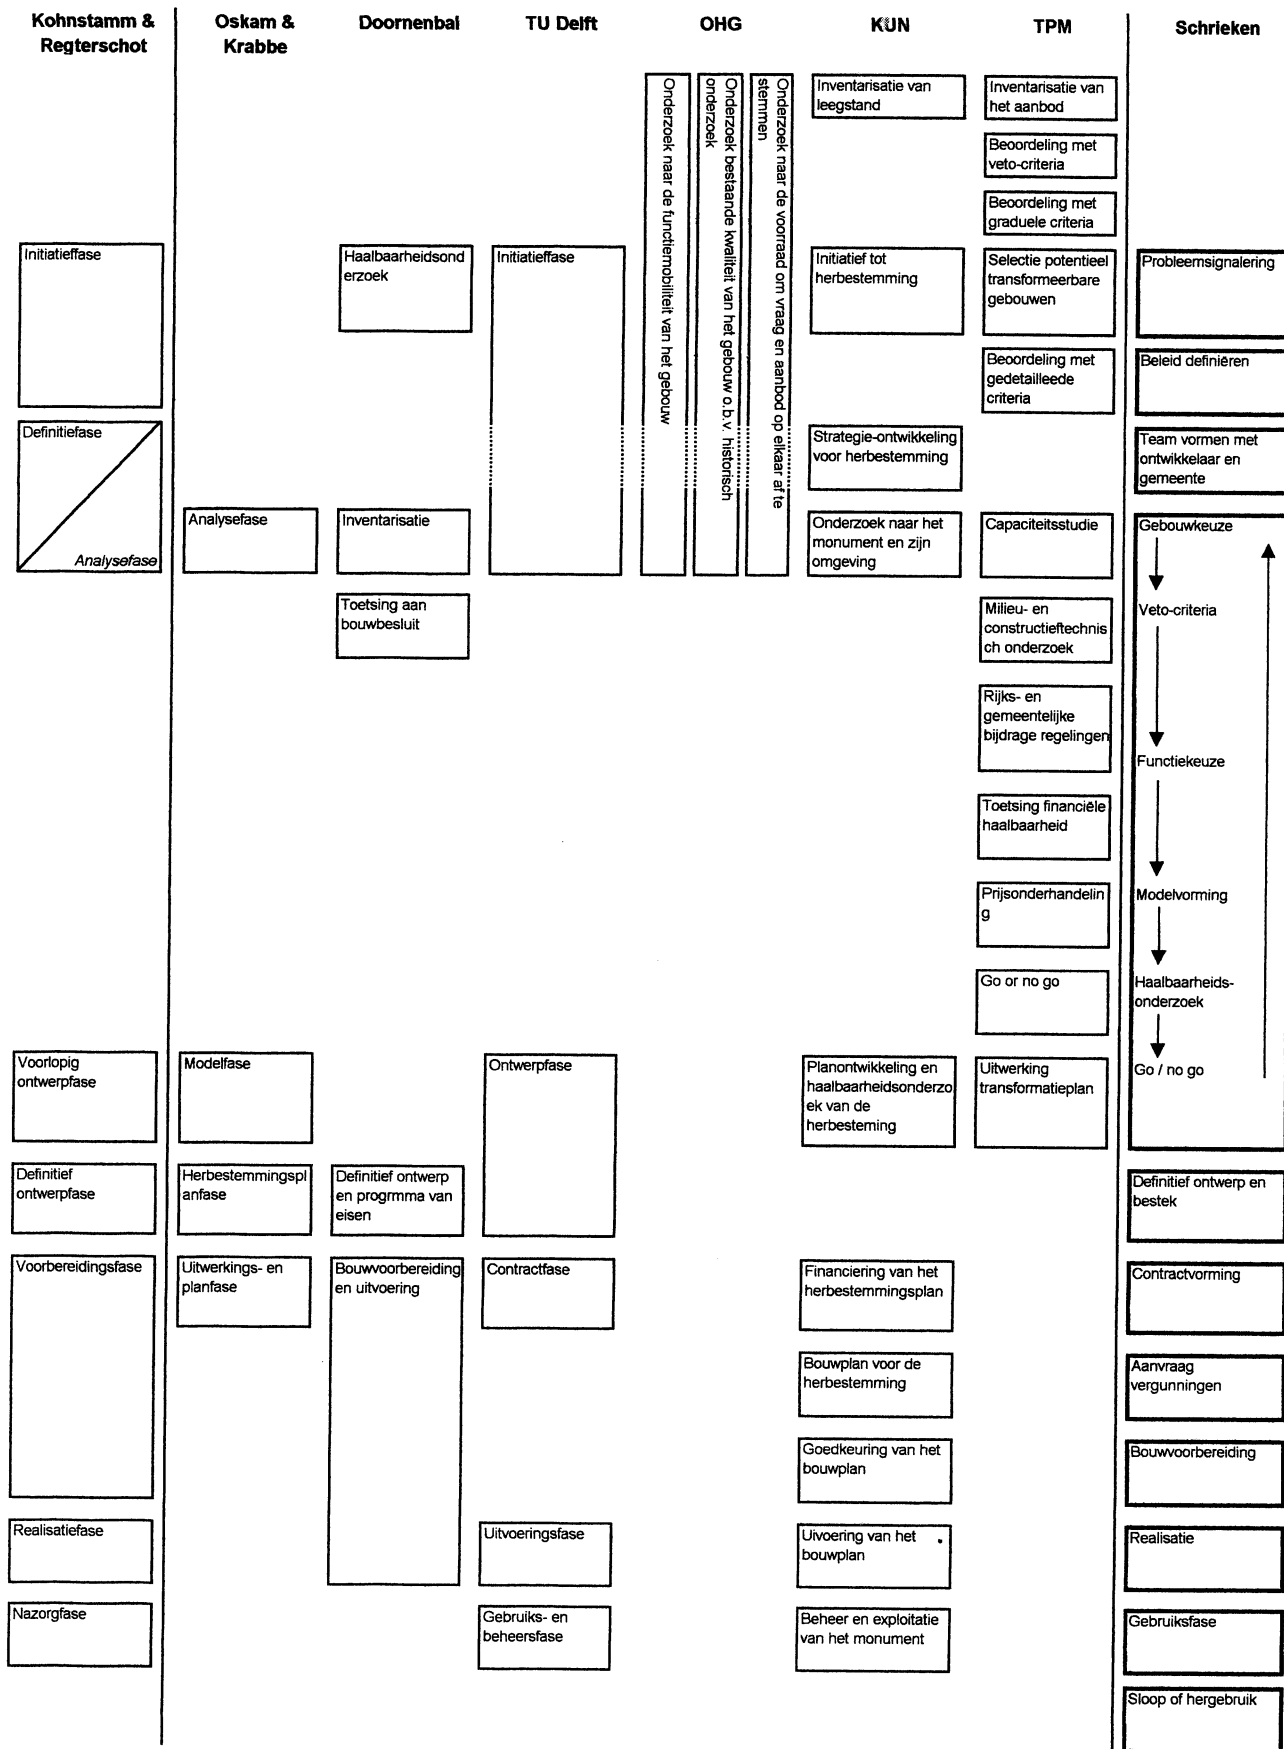 Kohnstamm &
Regterschot
Oskam &
Krabbe
Doornenbal
TU Delft
OHG
KUN
TPM
Schrieken
Onderzoek naar de functiemobiliteit van het gebouw
Onderzoek bestaande kwaliteit van het gebouw o.b.v. historisch
onderzoek
Onderzoek naar de voorraad om vraag en aanbod op elkaar af te
stemmen
Inventarisatie van
leegstand
Inventarisatie van
het aanbod
Beoordeling met
veto-criteria
Beoordeling met
graduele criteria
Initiatieffase
Haalbaarheidsond
erzoek
Initiatieffase
Initiatief tot
herbestemming
Selectie potentieel
transformeerbare
gebouwen
Probleemsignalering
Beoordeling met
gedetailleede
criteria
Beleid definiëren
Definitiefase
Analysefase
Strategie-ontwikkeling
voor herbestemming
Team vormen met
ontwikkelaar en
gemeente
Analysefase
Inventarisatie
Onderzoek naar het
monument en zijn
omgeving
Capaciteitsstudie
Gebouwkeuze
Toetsing aan
bouwbesluit
Milieu- en
constructieftechnis
ch onderzoek
Veto-criteria
Rijks- en
gemeentelijke
bijdrage regelingen
Functiekeuze
Toetsing financiële
haalbaarheid
Prijsonderhandelin
g
Modelvorming
Go or no go
Haalbaarheids-
onderzoek
Voorlopig
ontwerpfase
Modelfase
Ontwerpfase
Planontwikkeling en
haalbaarheidsonderzo
ek van de
herbesteming
Uitwerking
transformatieplan
Go / no go
Definitief
ontwerpfase
Herbestemmingspl
anfase
Definitief ontwerp
en progrmma van
eisen
Definitief ontwerp en
bestek
Voorbereidingsfase
Uitwerkings- en
planfase
Bouwvoorbereiding
en uitvoering
Contractfase
Financiering van het
herbestemmingsplan
Contractvorming
Bouwplan voor de
herbestemming
Aanvraag
vergunningen
Goedkeuring van het
bouwplan
Bouwvoorbereiding
Realisatiefase
Uitvoeringsfase
Uivoering van het
bouwplan
Realisatie
Nazorgfase
Gebruiks- en
beheersfase
Beheer en exploitatie
van het monument
Gebruiksfase
Sloop of hergebruik